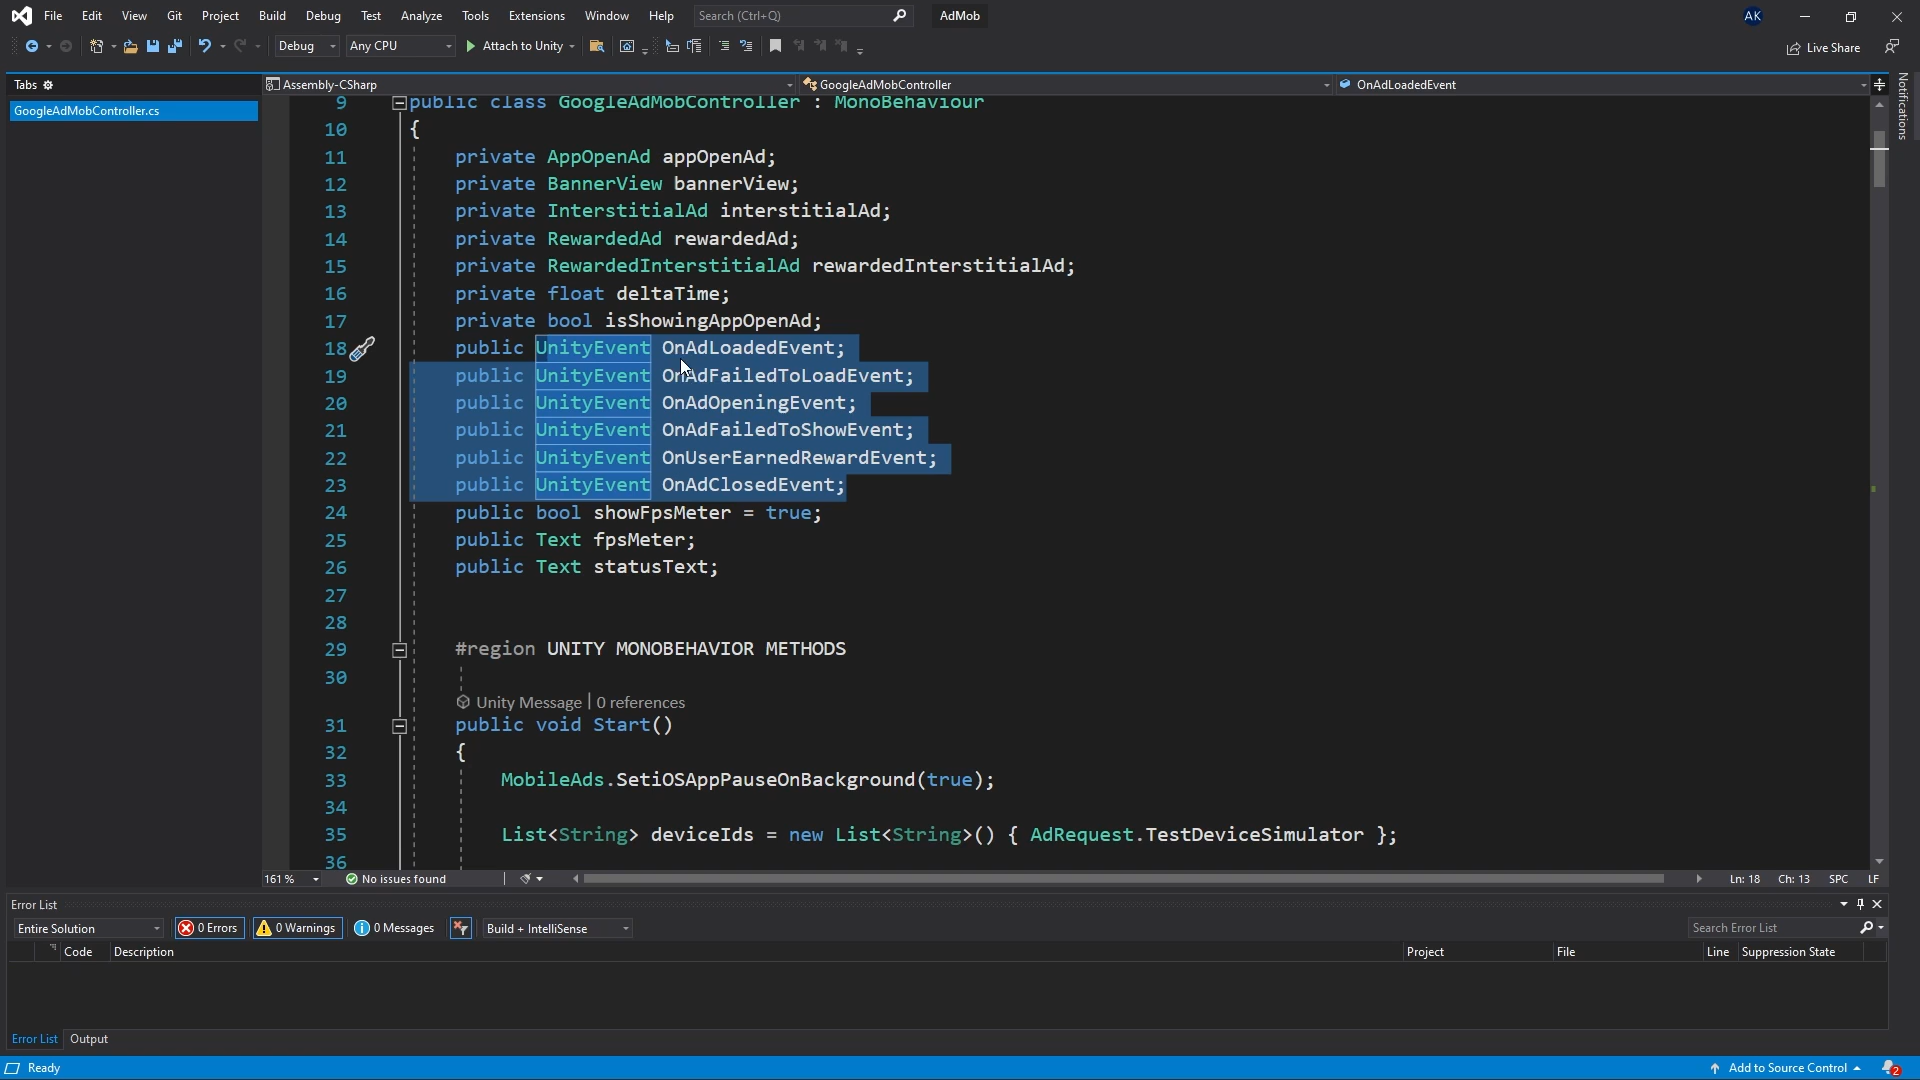 File Edit View Git Project Build Debug Test Analyze Tools Extensions Window Help Search (Ctrl+Q) AdMob AK
Debug Any CPU Attach to Unity Live Share
Tabs Assembly-CSharp GoogleAdMobController OnAdLoadedEvent
Notifications
GoogleAdMobController.cs
9 public class GoogleAdMobController : MonoBehaviour
10 {
11 private AppOpenAd appOpenAd;
12 private BannerView bannerView;
13 private InterstitialAd interstitialAd;
14 private RewardedAd rewardedAd;
15 private RewardedInterstitialAd rewardedInterstitialAd;
16 private float deltaTime;
17 private bool isShowingAppOpenAd;
18 public UnityEvent OnAdLoadedEvent;
19 public UnityEvent OnAdFailedToLoadEvent;
20 public UnityEvent OnAdOpeningEvent;
21 public UnityEvent OnAdFailedToShowEvent;
22 public UnityEvent OnUserEarnedRewardEvent;
23 public UnityEvent OnAdClosedEvent;
24 public bool showFpsMeter = true;
25 public Text fpsMeter;
26 public Text statusText;
27
28
29 #region UNITY MONOBEHAVIOR METHODS
30
Unity Message | 0 references
31 public void Start()
32 {
33 MobileAds.SetiOSAppPauseOnBackground(true);
34
35 List<String> deviceIds = new List<String>() { AdRequest.TestDeviceSimulator };
36
161 % No issues found Ln: 18 Ch: 13 SPC LF
Error List
Entire Solution 0 Errors 0 Warnings 0 Messages Build + IntelliSense Search Error List
Code Description Project File Line Suppression State
Error List Output
Ready Add to Source Control 2